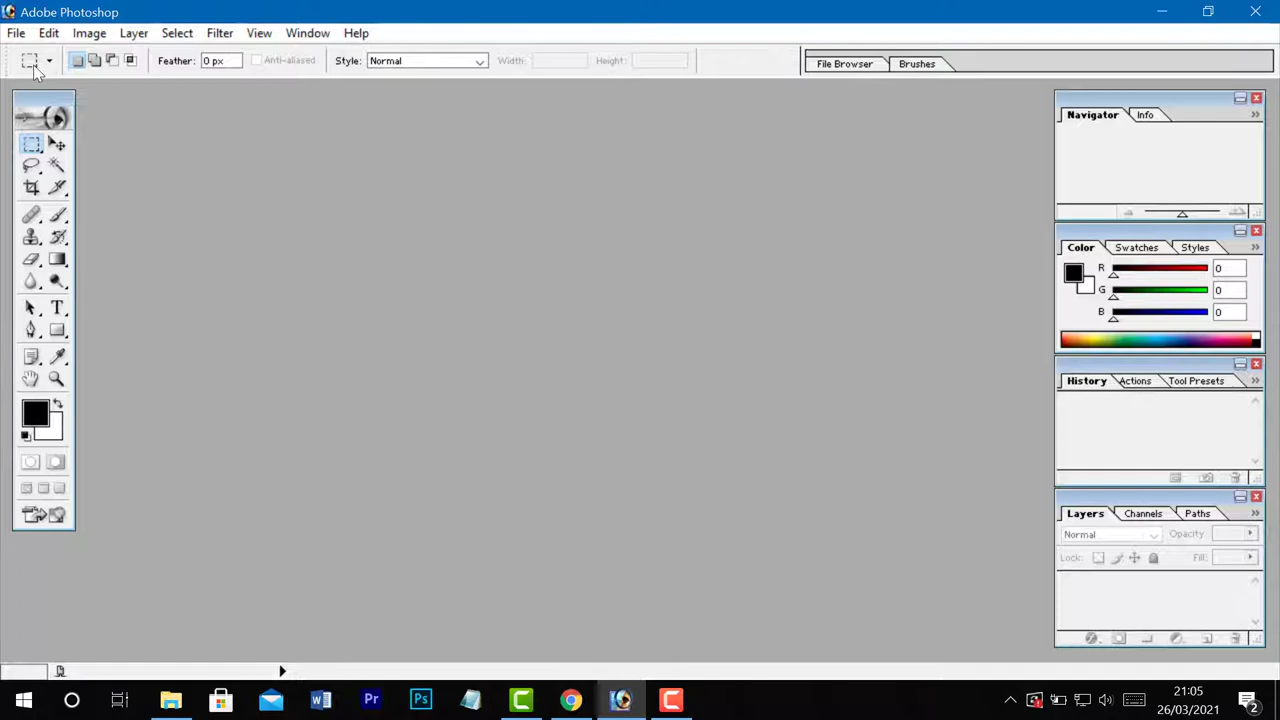 Adobe Photoshop
File Edit Image Layer Select Filter View Window Help
Feather: 0 px Anti-aliased Style: Normal Width: Height: File Browser Brushes
Navigator Info
Color Swatches Styles
R 0
G 0
B 0
History Actions Tool Presets
Layers Channels Paths
Normal Opacity
Lock: Fill:
21:05
26/03/2021
2